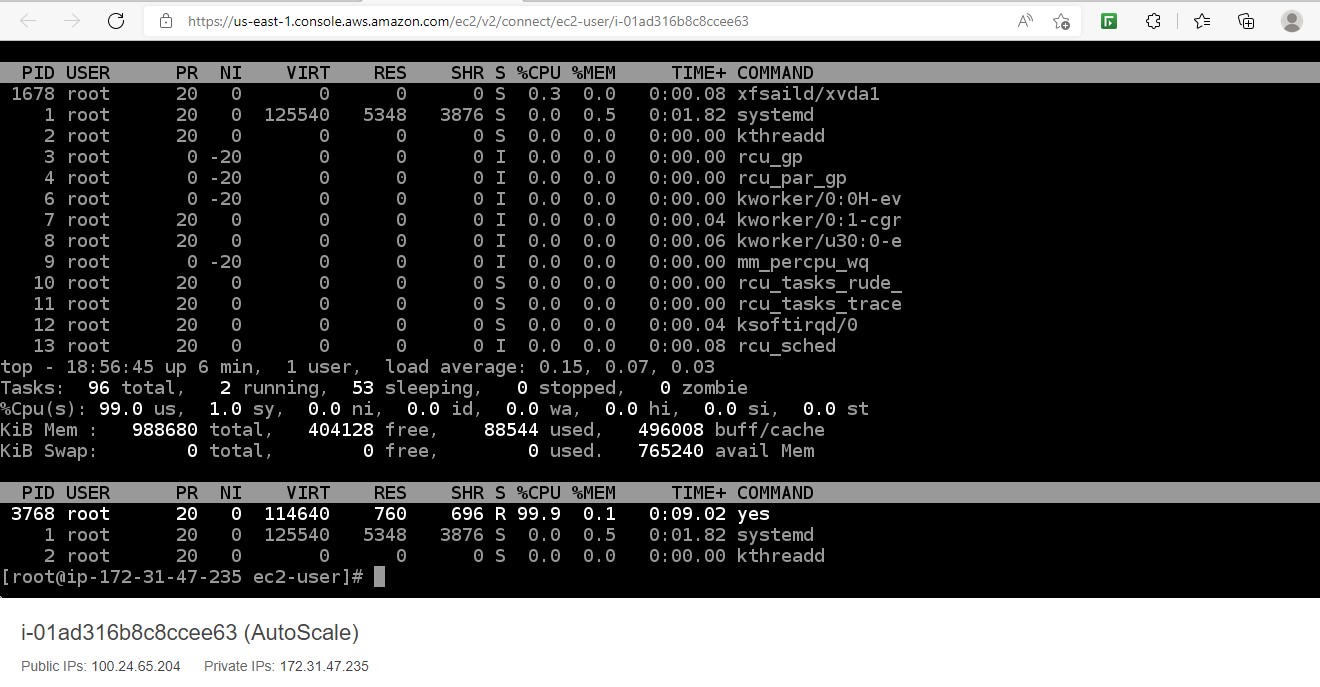 https://us-east-1.console.aws.amazon.com/ec2/v2/connect/ec2-user/i-01ad316b8c8ccee63
PID USER PR NI VIRT RES SHR S %CPU %MEM TIME+ COMMAND
1678 root 20 0 0 0 0 S 0.3 0.0 0:00.08 xfsaild/xvda1
1 root 20 0 125540 5348 3876 S 0.0 0.5 0:01.82 systemd
2 root 20 0 0 0 0 S 0.0 0.0 0:00.00 kthreadd
3 root 0 -20 0 0 0 I 0.0 0.0 0:00.00 rcu_gp
4 root 0 -20 0 0 0 I 0.0 0.0 0:00.00 rcu_par_gp
6 root 0 -20 0 0 0 I 0.0 0.0 0:00.00 kworker/0:0H-ev
7 root 20 0 0 0 0 I 0.0 0.0 0:00.04 kworker/0:1-cgr
8 root 20 0 0 0 0 I 0.0 0.0 0:00.06 kworker/u30:0-e
9 root 0 -20 0 0 0 I 0.0 0.0 0:00.00 mm_percpu_wq
10 root 20 0 0 0 0 S 0.0 0.0 0:00.00 rcu_tasks_rude_
11 root 20 0 0 0 0 S 0.0 0.0 0:00.00 rcu_tasks_trace
12 root 20 0 0 0 0 S 0.0 0.0 0:00.04 ksoftirqd/0
13 root 20 0 0 0 0 I 0.0 0.0 0:00.08 rcu_sched
top - 18:56:45 up 6 min, 1 user, load average: 0.15, 0.07, 0.03
Tasks: 96 total, 2 running, 53 sleeping, 0 stopped, 0 zombie
%Cpu(s): 99.0 us, 1.0 sy, 0.0 ni, 0.0 id, 0.0 wa, 0.0 hi, 0.0 si, 0.0 st
KiB Mem : 988680 total, 404128 free, 88544 used, 496008 buff/cache
KiB Swap: 0 total, 0 free, 0 used. 765240 avail Mem
PID USER PR NI VIRT RES SHR S %CPU %MEM TIME+ COMMAND
3768 root 20 0 114640 760 696 R 99.9 0.1 0:09.02 yes
1 root 20 0 125540 5348 3876 S 0.0 0.5 0:01.82 systemd
2 root 20 0 0 0 0 S 0.0 0.0 0:00.00 kthreadd
[root@ip-172-31-47-235 ec2-user]#
i-01ad316b8c8ccee63 (AutoScale)
Public IPs: 100.24.65.204 Private IPs: 172.31.47.235